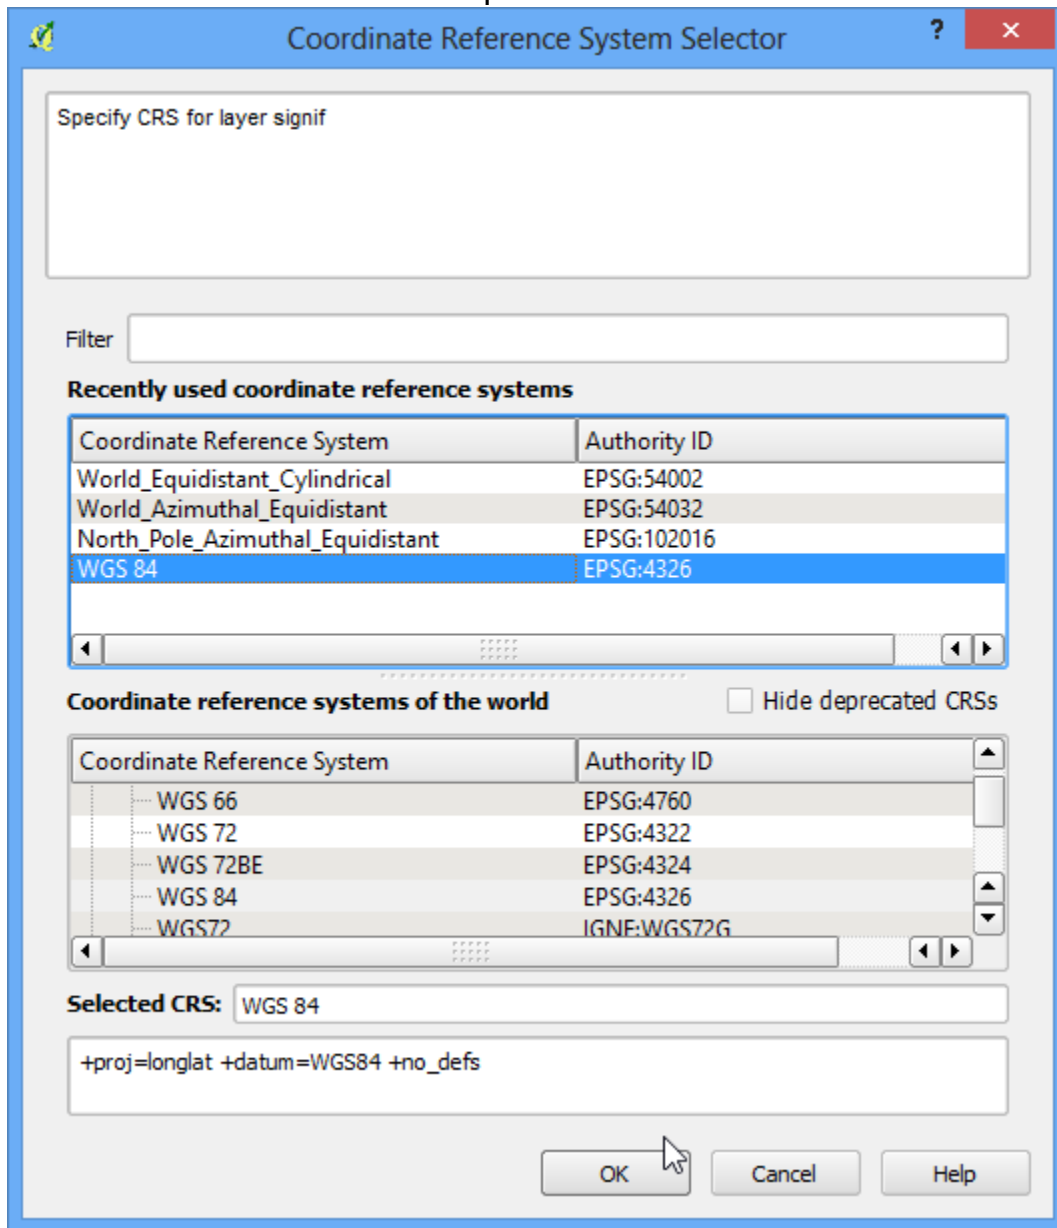 Coordinate Reference System Selector ? ×
Specify CRS for layer signif
Filter
Recently used coordinate reference systems
Coordinate Reference System Authority ID
World_Equidistant_Cylindrical EPSG:54002
World_Azimuthal_Equidistant EPSG:54032
North_Pole_Azimuthal_Equidistant EPSG:102016
WGS 84 EPSG:4326
Coordinate reference systems of the world Hide deprecated CRSs
Coordinate Reference System Authority ID
WGS 66 EPSG:4760
WGS 72 EPSG:4322
WGS 72BE EPSG:4324
WGS 84 EPSG:4326
WGS72 IGNF:WGS72G
Selected CRS: WGS 84
+proj=longlat +datum=WGS84 +no_defs
OK Cancel Help